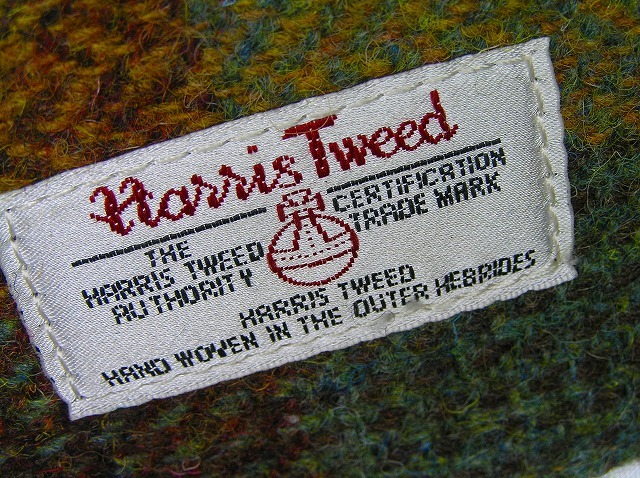 Harris Tweed
THE
HARRIS TWEED
AUTHORITY
CERTIFICATION
TRADE MARK
HARRIS TWEED
HAND WOVEN IN THE OUTER HEBRIDES